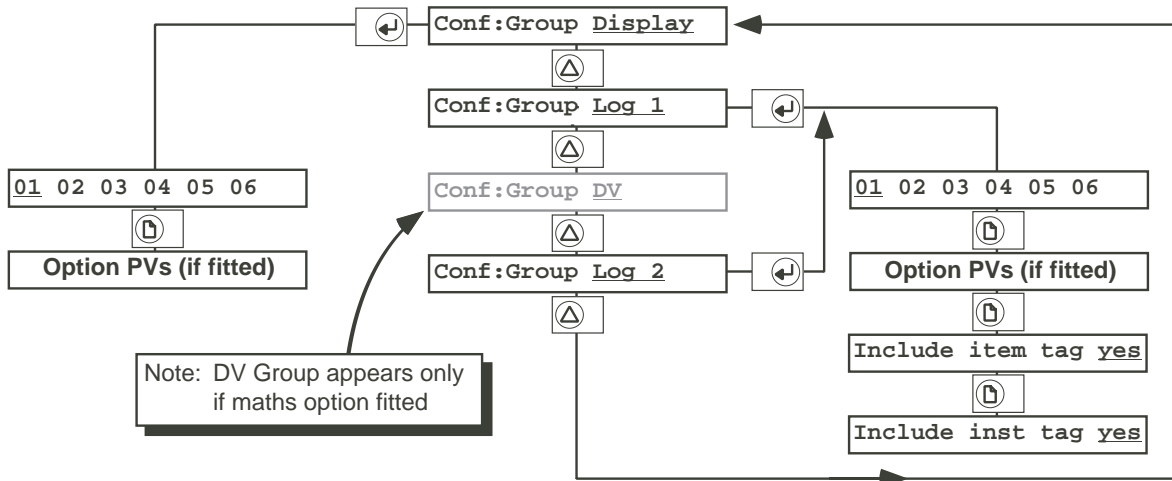 Conf:Group Display
Conf:Group Log 1
Conf:Group DV
Conf:Group Log 2
01 02 03 04 05 06
Option PVs (if fitted)
Note: DV Group appears only
if maths option fitted
01 02 03 04 05 06
Option PVs (if fitted)
Include item tag yes
Include inst tag yes